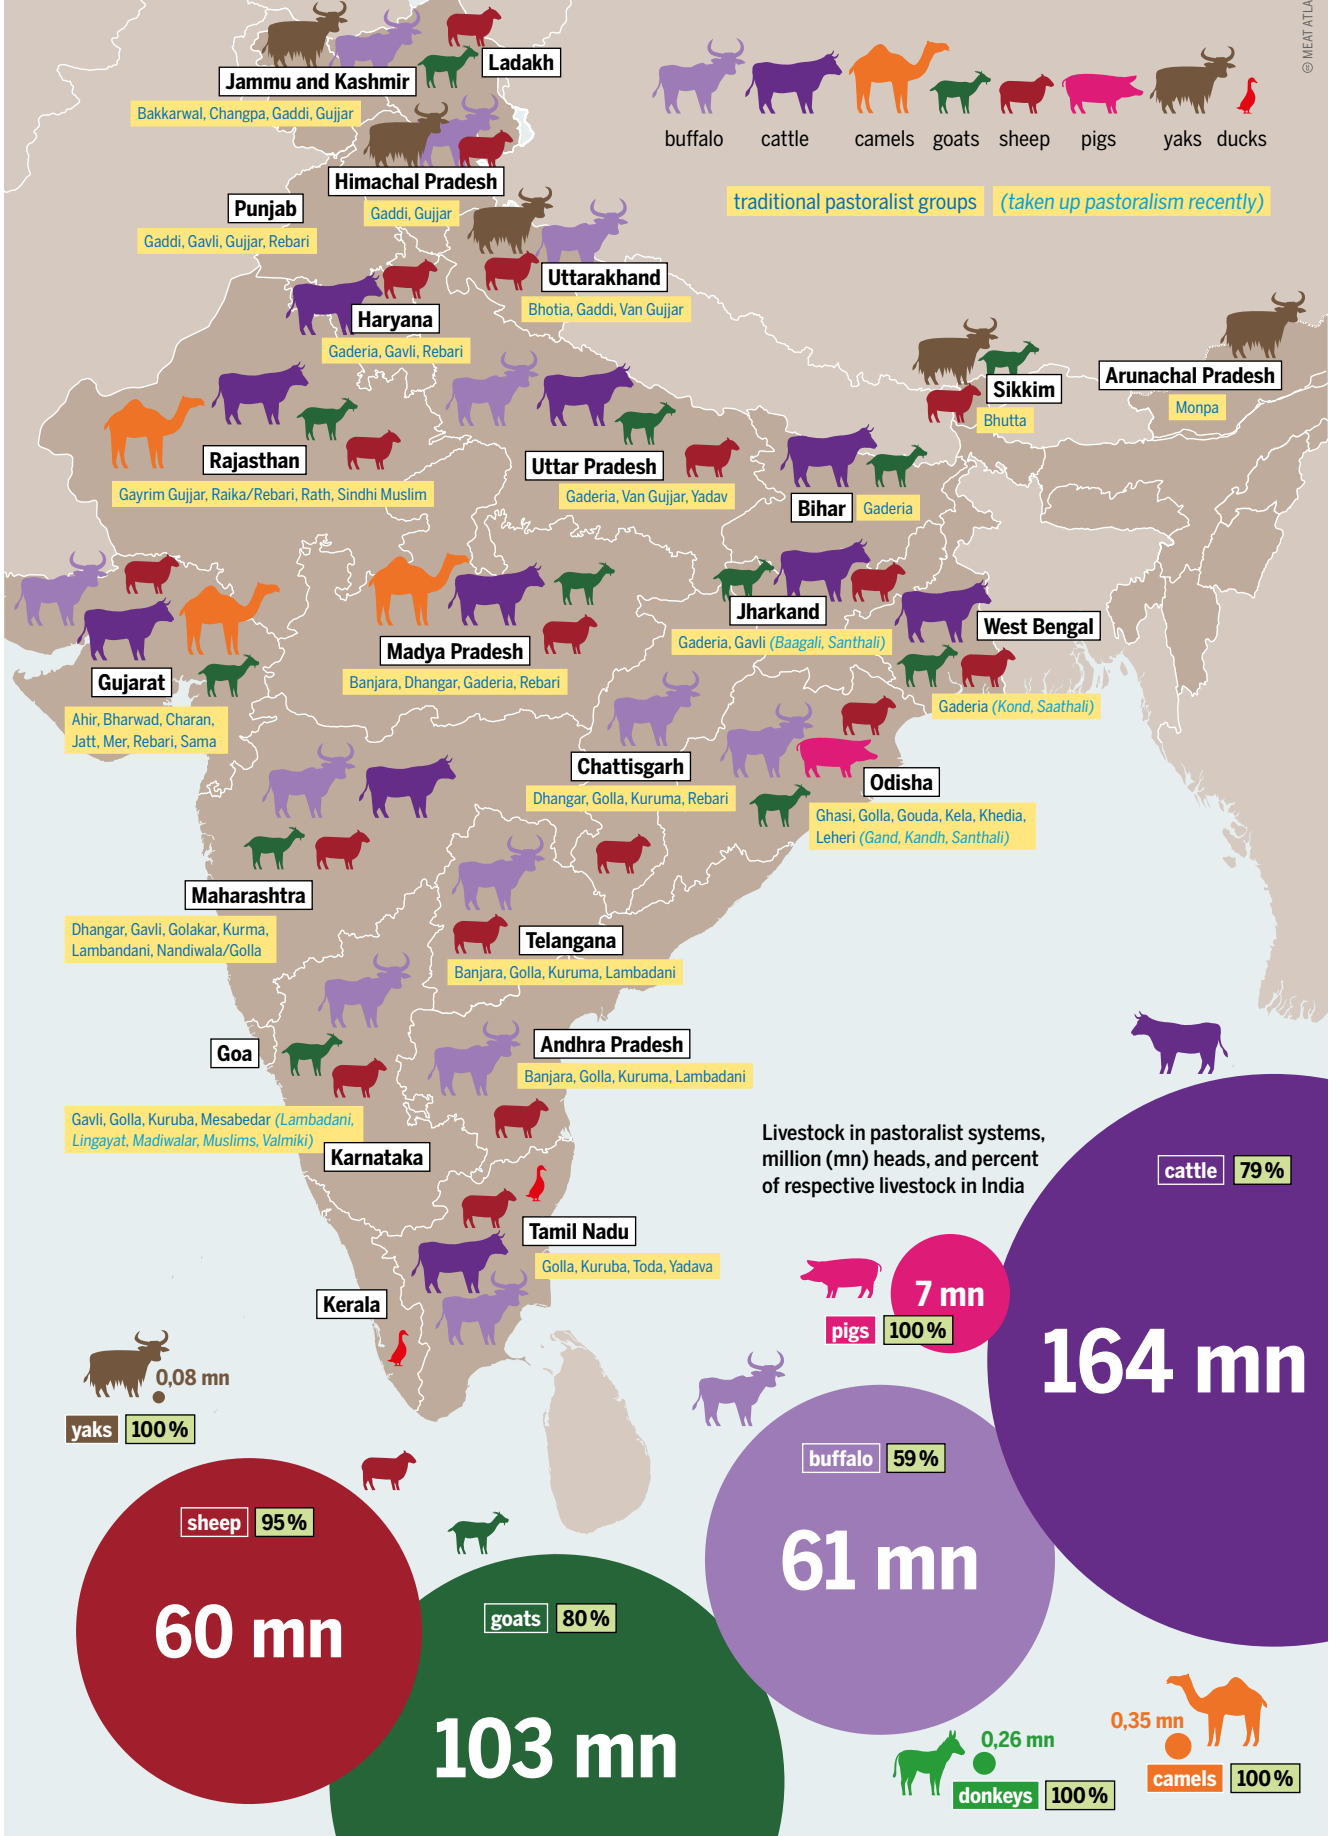 © MEAT ATLA
Jammu and Kashmir
Ladakh
Bakkarwal, Changpa, Gaddi, Gujjar
buffalo
cattle
camels
goats
sheep
pigs
yaks
ducks
traditional pastoralist groups
(taken up pastoralism recently)
Himachal Pradesh
Gaddi, Gujjar
Punjab
Gaddi, Gavli, Gujjar, Rebari
Uttarakhand
Bhotia, Gaddi, Van Gujjar
Haryana
Gaderia, Gavli, Rebari
Sikkim
Bhutta
Arunachal Pradesh
Monpa
Rajasthan
Gayrim Gujjar, Raika/Rebari, Rath, Sindhi Muslim
Uttar Pradesh
Gaderia, Van Gujjar, Yadav
Bihar
Gaderia
Jharkand
Gaderia, Gavli (Baagali, Santhali)
West Bengal
Gaderia (Kond, Saathali)
Madya Pradesh
Banjara, Dhangar, Gaderia, Rebari
Gujarat
Ahir, Bharwad, Charan,
Jatt, Mer, Rebari, Sama
Chattisgarh
Dhangar, Golla, Kuruma, Rebari
Odisha
Ghasi, Golla, Gouda, Kela, Khedia,
Leheri (Gand, Kandh, Santhali)
Maharashtra
Dhangar, Gavli, Golakar, Kurma,
Lambandani, Nandiwala/Golla
Telangana
Banjara, Golla, Kuruma, Lambadani
Goa
Andhra Pradesh
Banjara, Golla, Kuruma, Lambadani
Gavli, Golla, Kuruba, Mesabedar (Lambadani,
Lingayat, Madiwalar, Muslims, Valmiki)
Karnataka
Tamil Nadu
Golla, Kuruba, Toda, Yadava
Kerala
Livestock in pastoralist systems,
million (mn) heads, and percent
of respective livestock in India
cattle 79 %
164 mn
7 mn
pigs 100 %
0,08 mn
yaks 100 %
buffalo 59 %
61 mn
sheep 95 %
60 mn
goats 80 %
103 mn
0,26 mn
donkeys 100 %
0,35 mn
camels 100 %